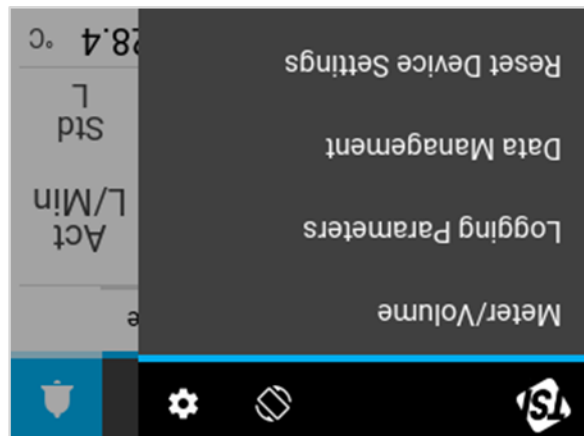 TSI
Meter/Volume
Logging Parameters
Data Management
Reset Device Settings
e
Act
L/Min
Std
L
28.4 °C